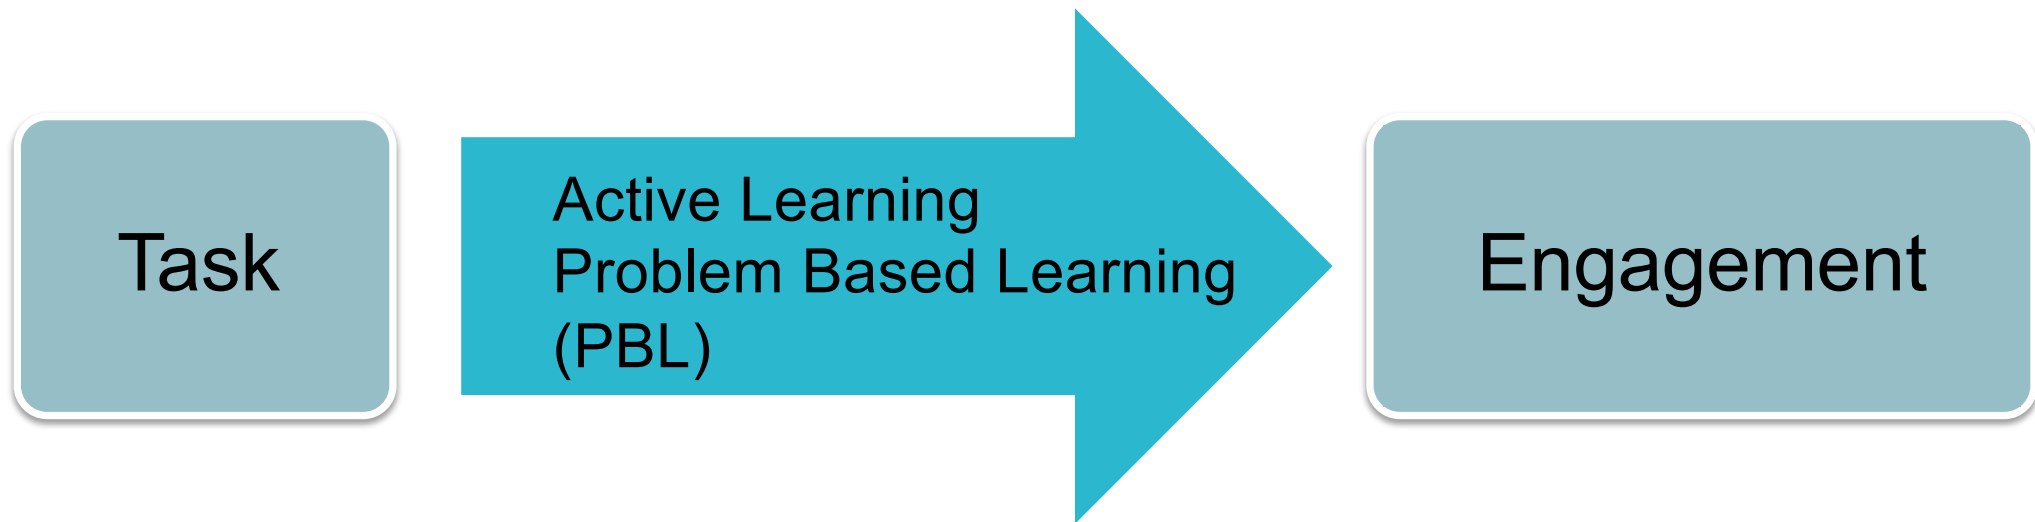 Task
Active Learning
Problem Based Learning
(PBL)
Engagement